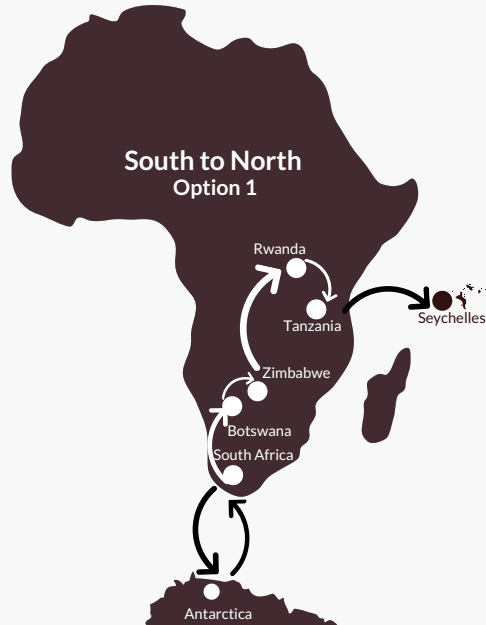 South to North
Option 1
Rwanda
Tanzania
Seychelles
Zimbabwe
Botswana
South Africa
Antarctica